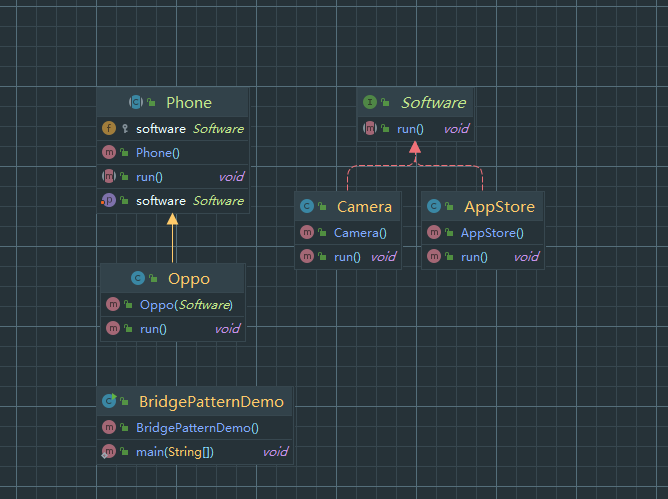 Phone
software Software
Phone()
run() void
software Software
Software
run() void
Camera
Camera()
run() void
AppStore
AppStore()
run() void
Oppo
Oppo(Software)
run() void
BridgePatternDemo
BridgePatternDemo()
main(String[]) void